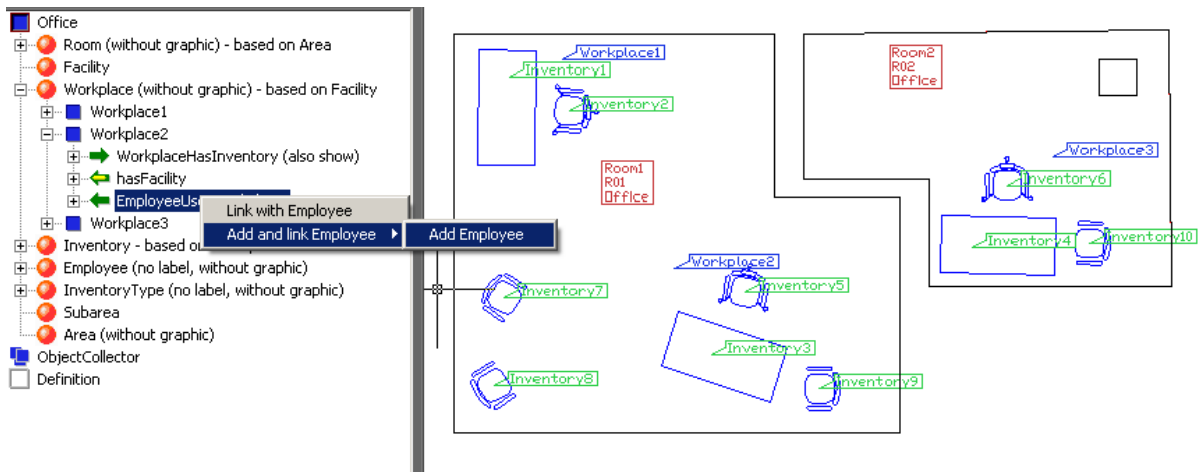 Office
Room (without graphic) - based on Area
Facility
Workplace (without graphic) - based on Facility
Workplace1
Workplace2
WorkplaceHasInventory (also show)
hasFacility
Link with Employee
Add and link Employee
Add Employee
Workplace3
Inventory - based
Employee (no label, without graphic)
InventoryType (no label, without graphic)
Subarea
Area (without graphic)
ObjectCollector
Definition
Workplace1
Inventory1
Inventory2
Room1
R01
Office
Workplace2
Inventory7
Inventory5
Inventory3
Inventory8
Inventory9
Room2
R02
Office
Workplace3
Inventory6
Inventory4
Inventory10